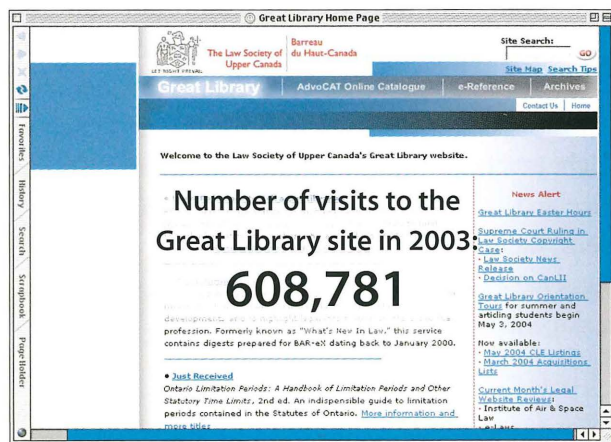 Great Library Home Page
The Law Society of
Upper Canada
Barreau
du Haut-Canada
LET RIGHT PREVAIL
Site Search:
GO
Site Map Search Tips
Great Library
AdvoCAT Online Catalogue
e-Reference
Archives
Contact Us
Home
Favorites
History
Search
Scrapbook
Page Holder
Welcome to the Law Society of Upper Canada's Great Library website.
Number of visits to the
Great Library site in 2003:
608,781
profession. Formerly known as "What's New In Law," this service
contains digests prepared for BAR-eX dating back to January 2000.
• Just Received
Ontario Limitation Periods: A Handbook of Limitation Periods and Other
Statutory Time Limits, 2nd ed. An indispensible guide to limitation
periods contained in the Statutes of Ontario. More information and
more titles
News Alert
Great Library Easter Hours
Supreme Court Ruling in
Law Society Copyright
Case:
· Law Society News
Release
· Decision on CanLII
Great Library Orientation
Tours for summer and
articling students begin
May 3, 2004
Now available:
· May 2004 CLE Listings
· March 2004 Acquisitions
Lists
Current Month's Legal
Website Reviews:
· Institute of Air & Space
Law
· e-Laws